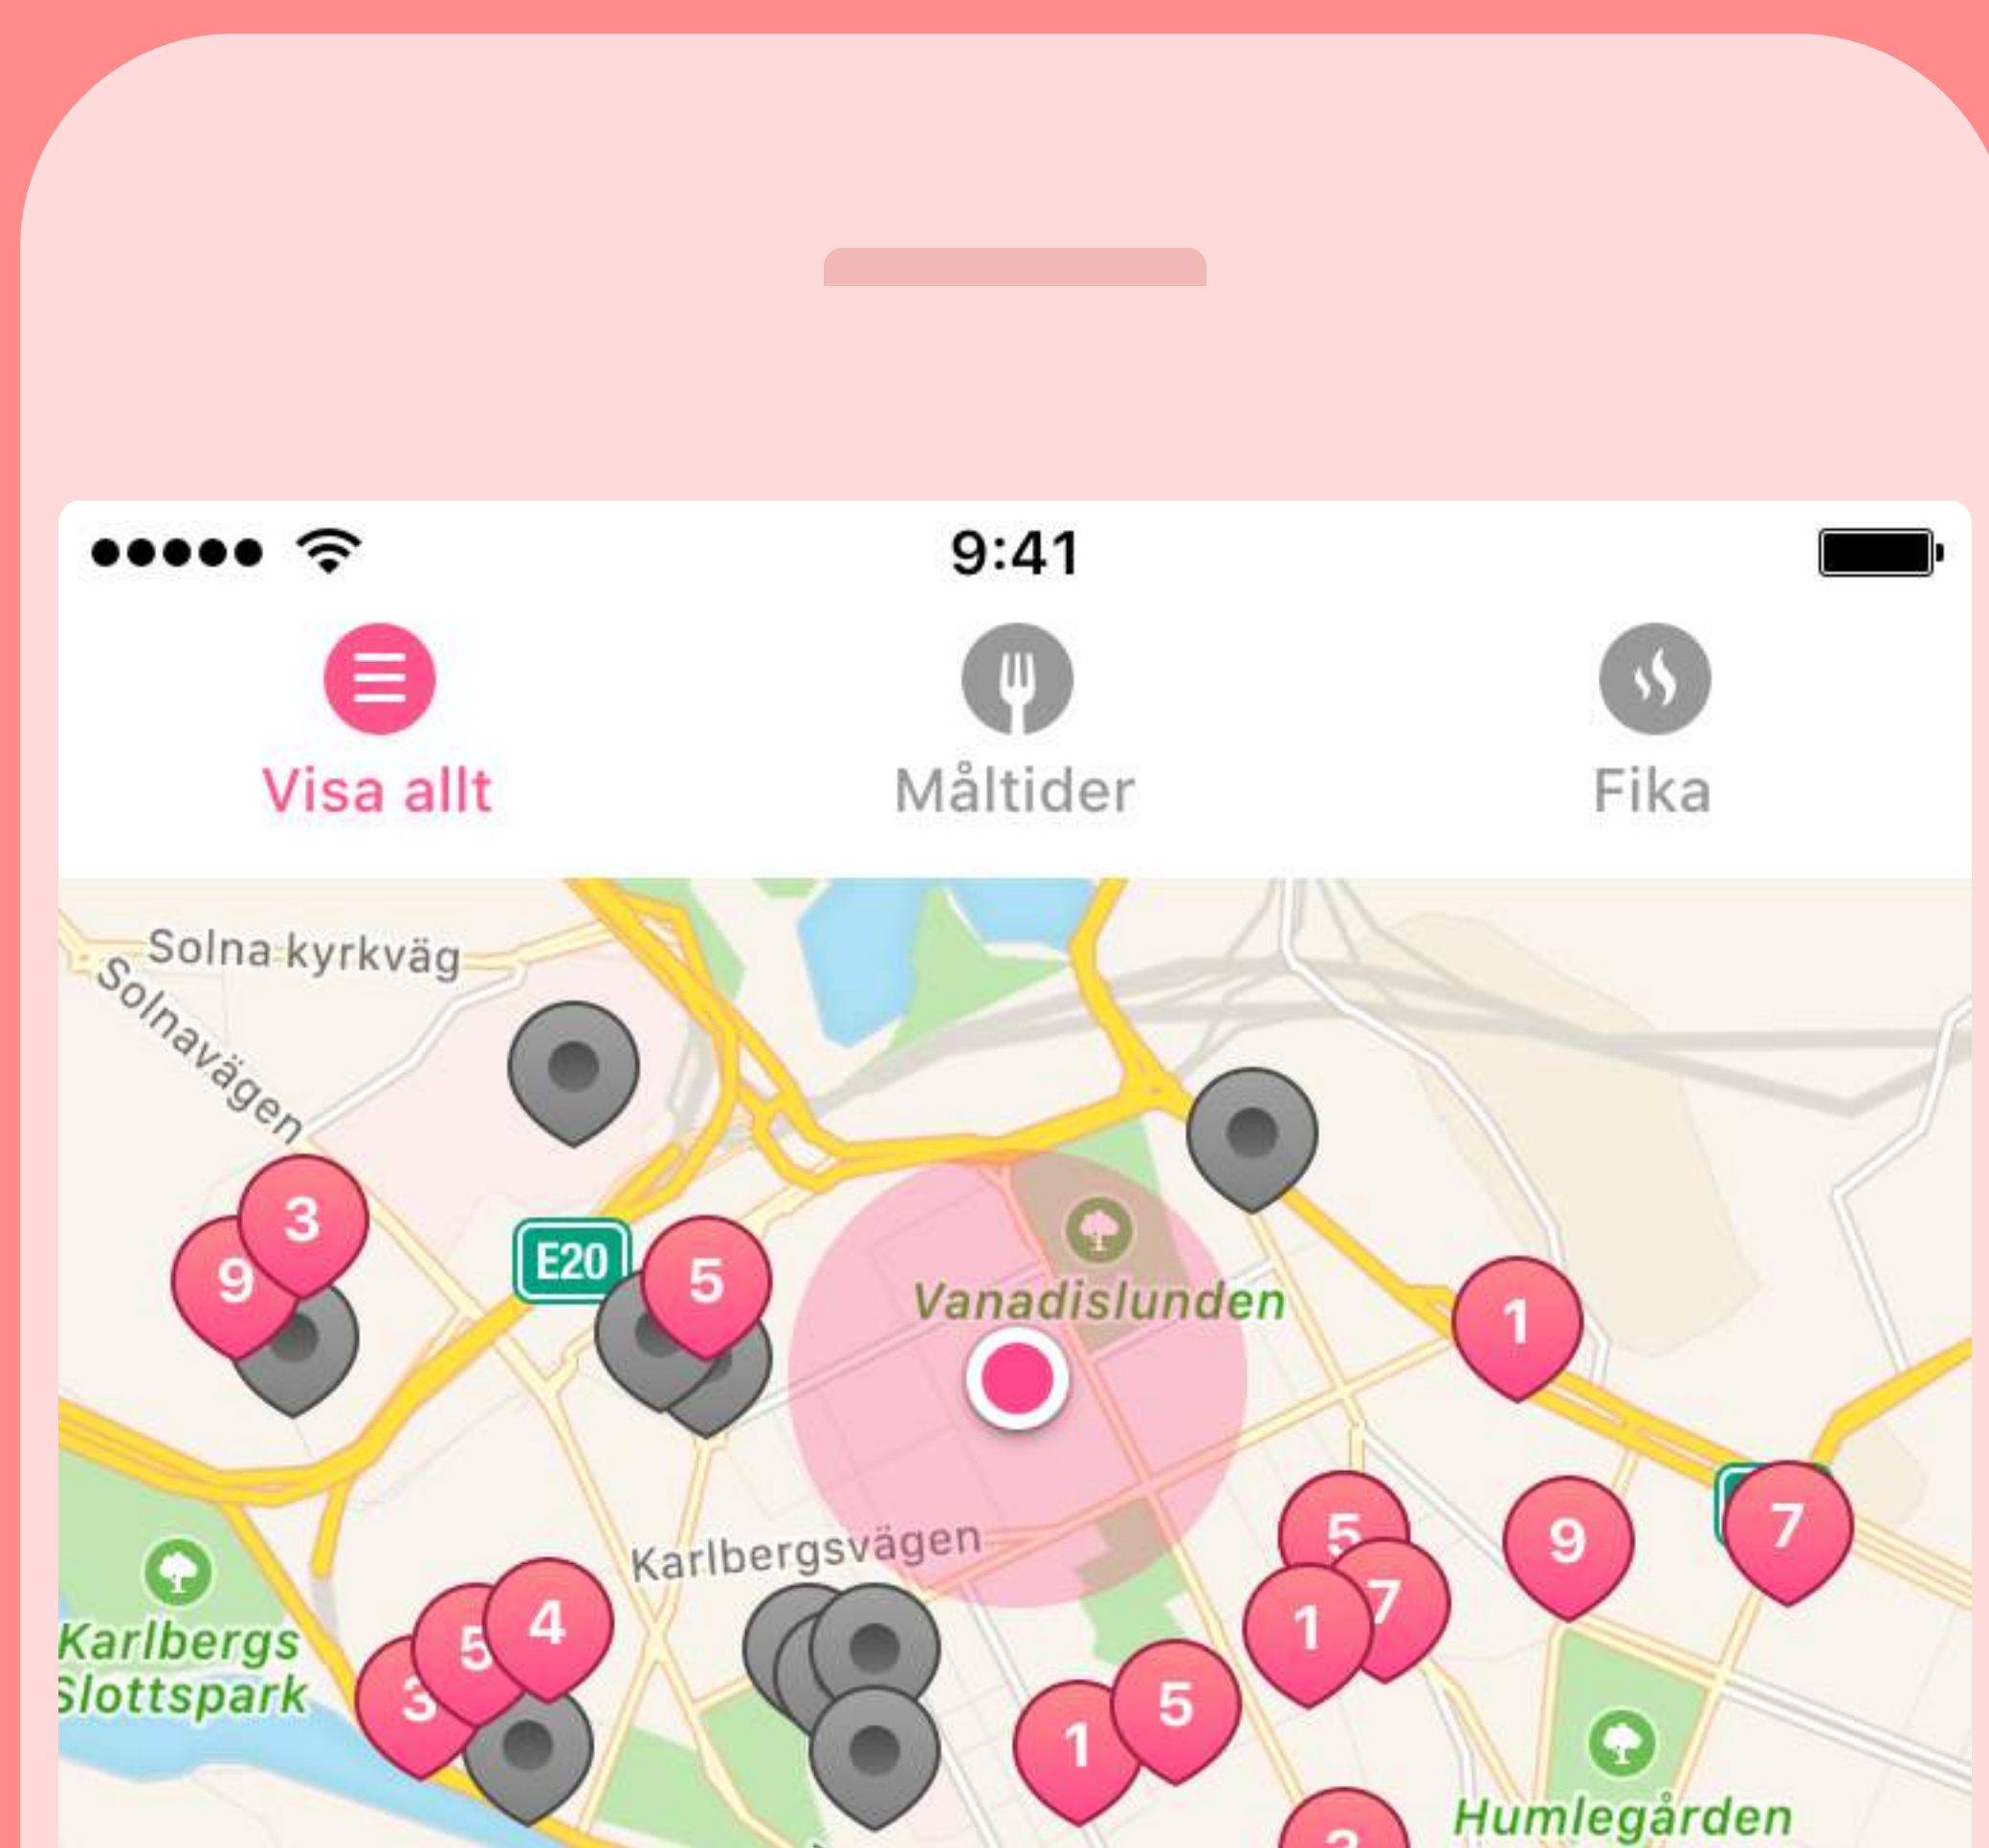 9:41
Visa allt
Måltider
Fika
Solna kyrkväg
Solnavägen
3
9
E20
5
Vanadislunden
1
5
9
7
7
1
Karlbergsvägen
4
5
3
Karlbergs
Slottspark
5
1
Humlegården